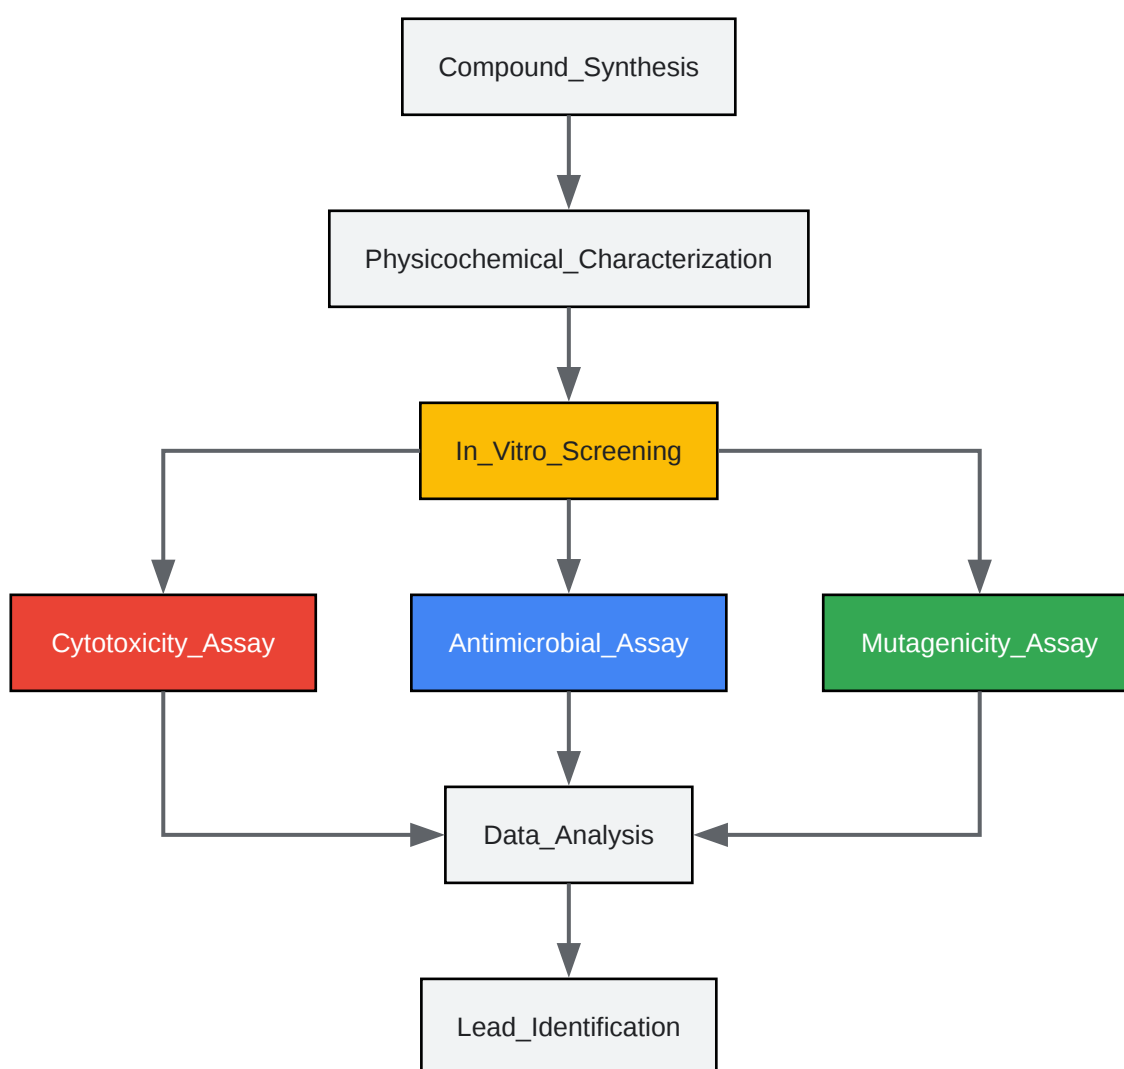 Compound_Synthesis
Physicochemical_Characterization
In_Vitro_Screening
Cytotoxicity_Assay
Antimicrobial_Assay
Mutagenicity_Assay
Data_Analysis
Lead_Identification